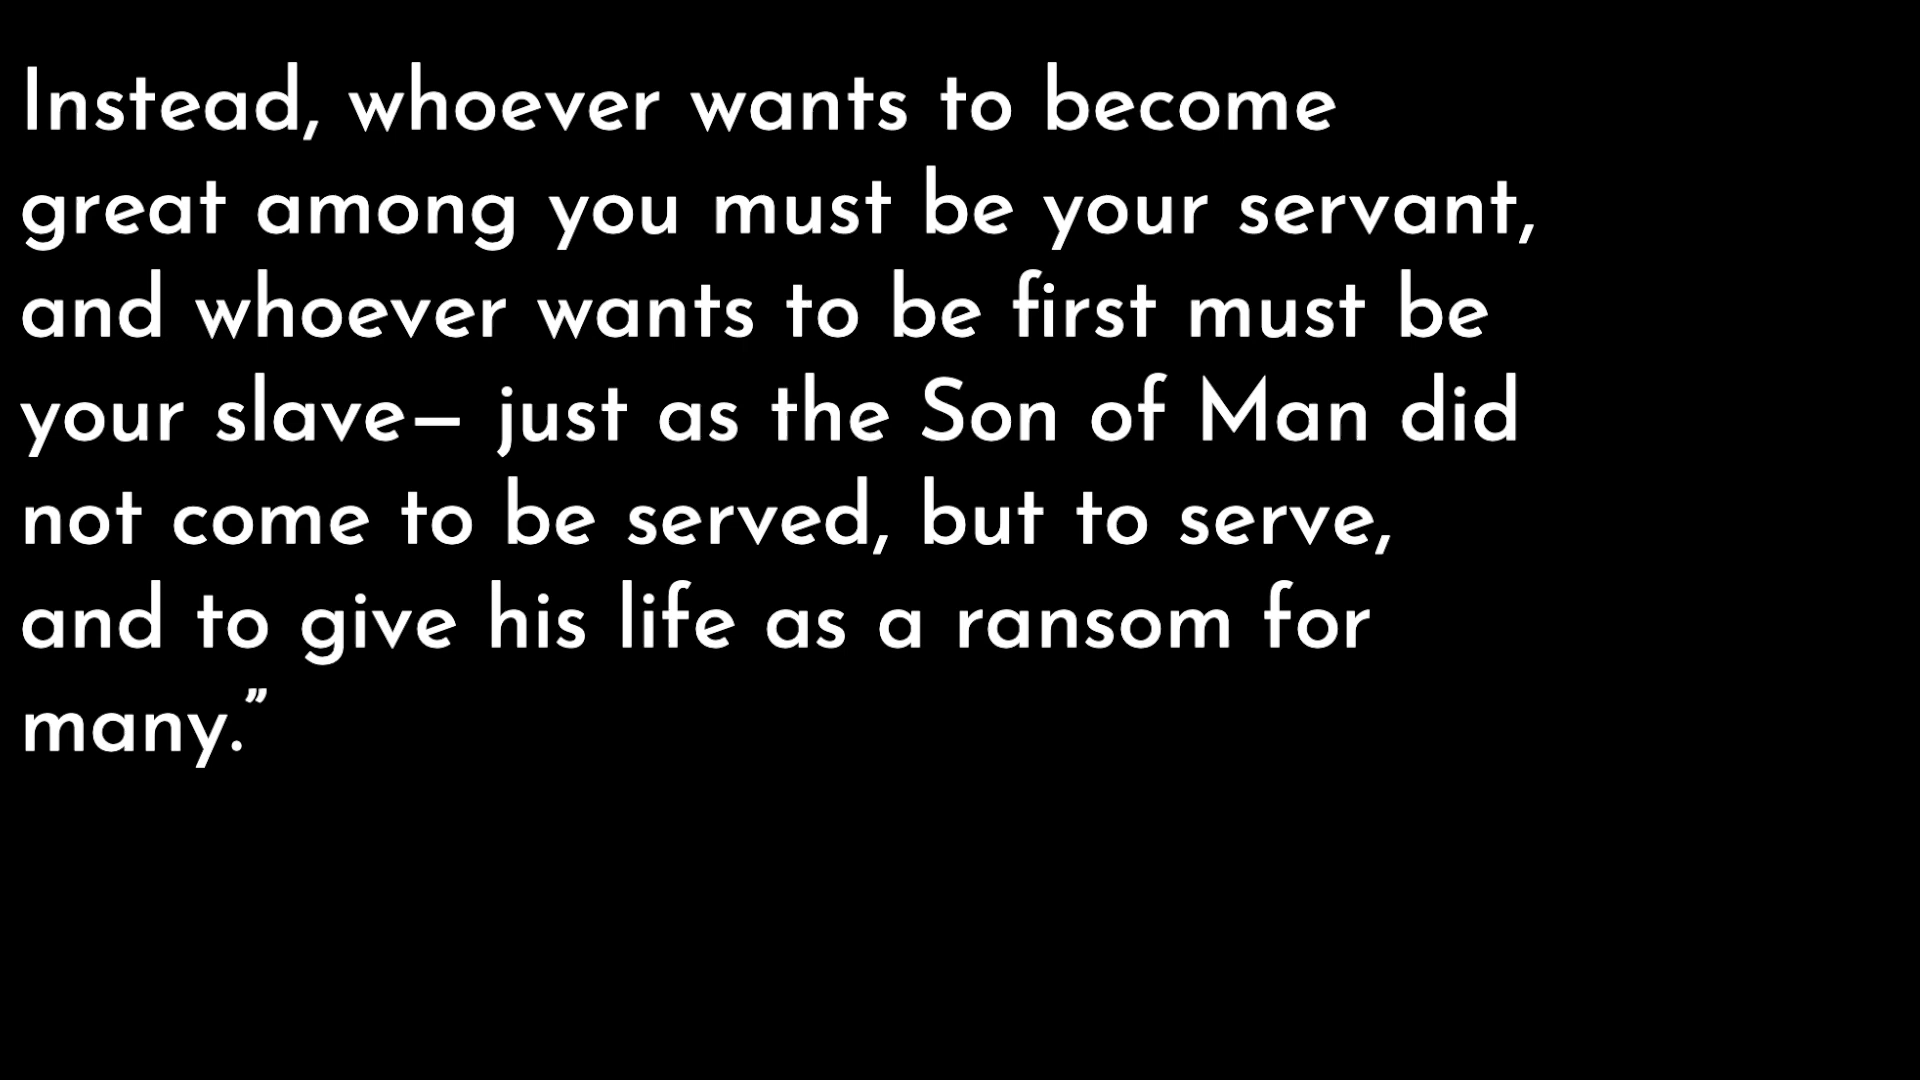 Instead, whoever wants to become
great among you must be your servant,
and whoever wants to be first must be
your slave— just as the Son of Man did
not come to be served, but to serve,
and to give his life as a ransom for
many.”